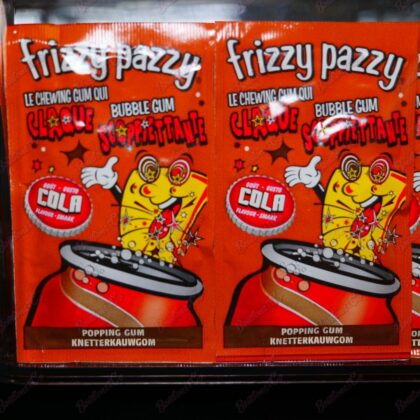 frizzy pazzy
LE CHEWING GUM QUI
CLAQUE
BUBBLE GUM
SCOPPIETTANTE
GOÛT - GUSTO
COLA
FLAVOUR - SMAAK
POPPING GUM
KNETTERKAUWGOM
frizzy pazzy
LE CHEWING GUM QUI
CLAQUE
BUBBLE GUM
SCOPPIETTANTE
GOÛT - GUSTO
COLA
FLAVOUR - SMAAK
POPPING GUM
KNETTERKAUWGOM